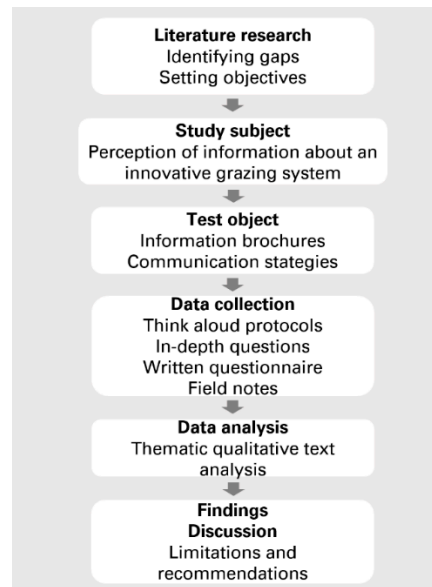 Literature research
Identifying gaps
Setting objectives
Study subject
Perception of information about an
innovative grazing system
Test object
Information brochures
Communication stategies
Data collection
Think aloud protocols
In-depth questions
Written questionnaire
Field notes
Data analysis
Thematic qualitative text
analysis
Findings
Discussion
Limitations and
recommendations